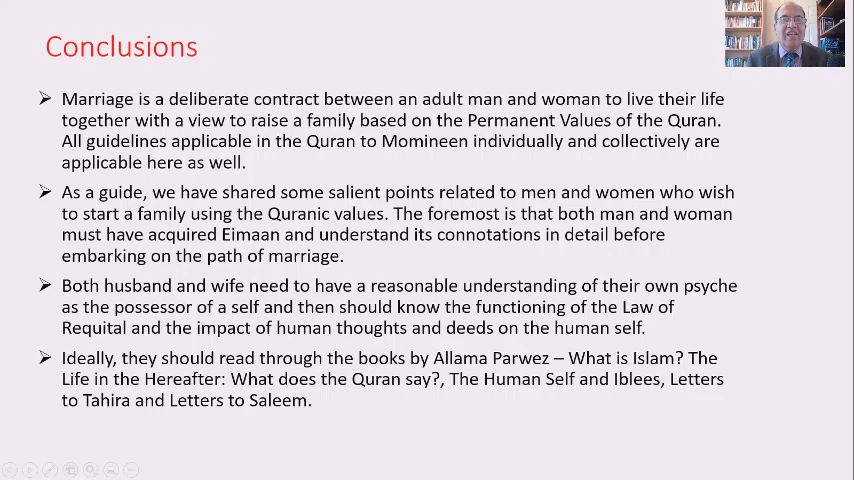 Conclusions
Marriage is a deliberate contract between an adult man and woman to live their life
together with a view to raise a family based on the Permanent Values of the Quran.
All guidelines applicable in the Quran to Momineen individually and collectively are
applicable here as well.
As a guide, we have shared some salient points related to men and women who wish
to start a family using the Quranic values. The foremost is that both man and woman
must have acquired Eimaan and understand its connotations in detail before
embarking on the path of marriage.
Both husband and wife need to have a reasonable understanding of their own psyche
as the possessor of a self and then should know the functioning of the Law of
Requital and the impact of human thoughts and deeds on the human self.
Ideally, they should read through the books by Allama Parwez – What is Islam? The
Life in the Hereafter: What does the Quran say?, The Human Self and Iblees, Letters
to Tahira and Letters to Saleem.